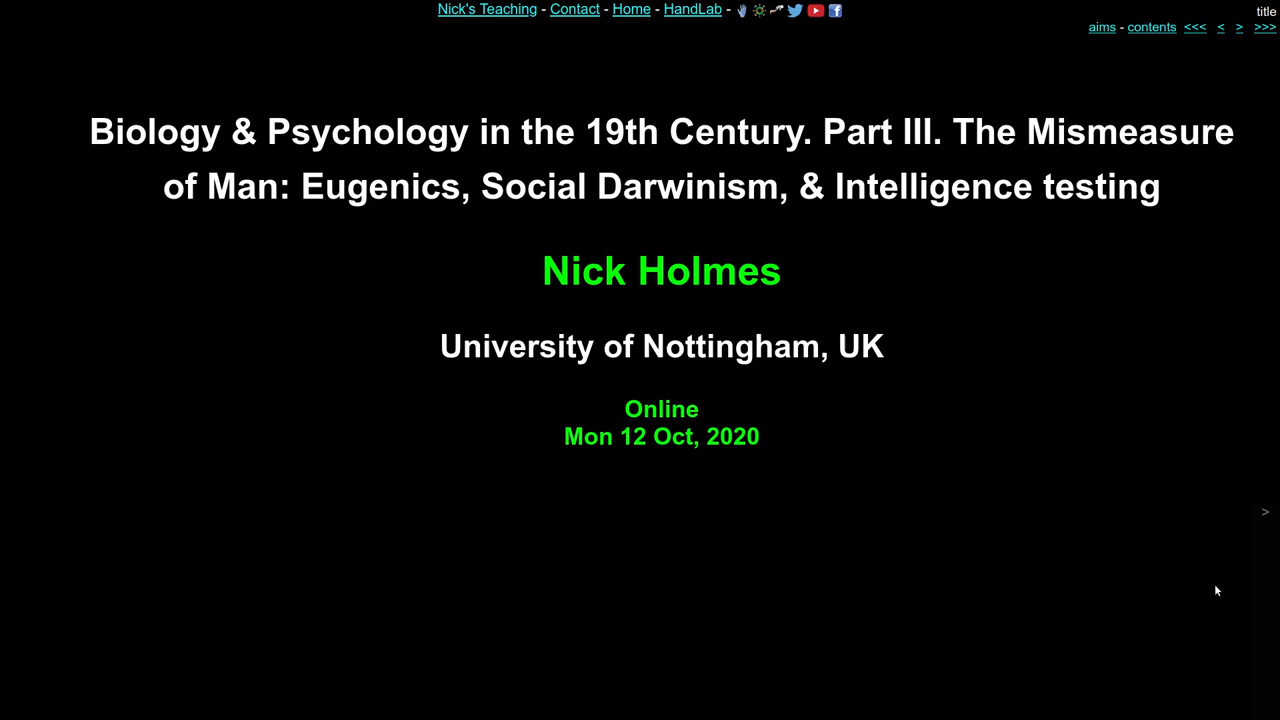 Nick's Teaching - Contact - Home - HandLab -
title
aims - contents <<< < > >>>
Biology & Psychology in the 19th Century. Part III. The Mismeasure
of Man: Eugenics, Social Darwinism, & Intelligence testing
Nick Holmes
University of Nottingham, UK
Online
Mon 12 Oct, 2020
>